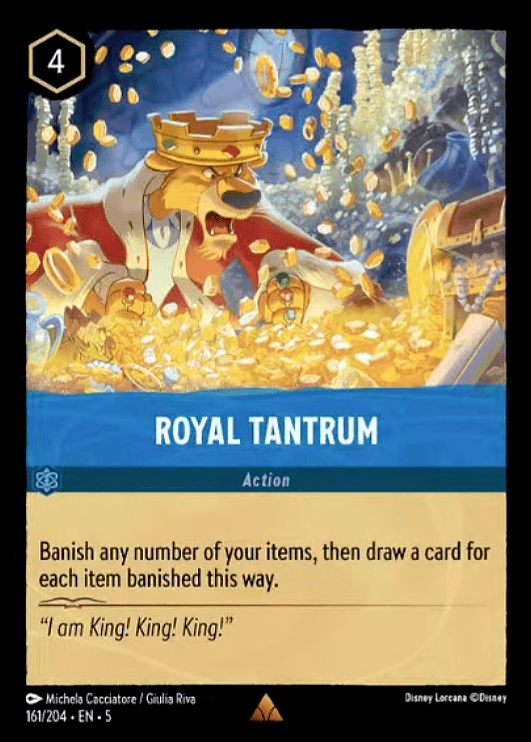 4
ROYAL TANTRUM
Action
Banish any number of your items, then draw a card for
each item banished this way.
“I am King! King! King!”
Michela Cacciatore / Giulia Riva
Disney Lorcana ©Disney
161/204 • EN • 5